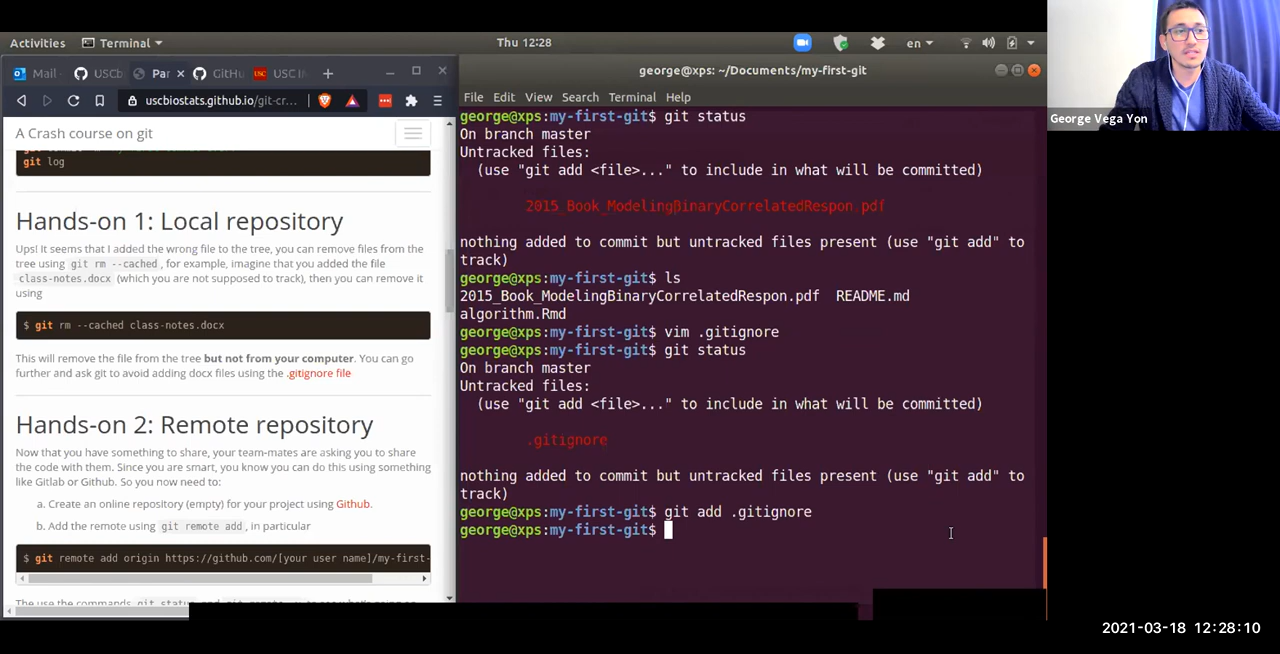 Activities
Terminal
Thu 12:28
en
Mail
USCb
Par
GitHu
USC IN
uscbiostats.github.io/git-cr...
A Crash course on git
git log
Hands-on 1: Local repository
Ups! It seems that I added the wrong file to the tree, you can remove files from the
tree using git rm --cached, for example, imagine that you added the file
class-notes.docx (which you are not supposed to track), then you can remove it
using
$ git rm --cached class-notes.docx
This will remove the file from the tree but not from your computer. You can go
further and ask git to avoid adding docx files using the .gitignore file
Hands-on 2: Remote repository
Now that you have something to share, your team-mates are asking you to share
the code with them. Since you are smart, you know you can do this using something
like Gitlab or Github. So you now need to:
a. Create an online repository (empty) for your project using Github.
b. Add the remote using git remote add, in particular
$ git remote add origin https://github.com/[your user name]/my-first-
The use the commands git status
george@xps: ~/Documents/my-first-git
File Edit View Search Terminal Help
george@xps:my-first-git$ git status
On branch master
Untracked files:
(use "git add <file>..." to include in what will be committed)
2015_Book_ModelingBinaryCorrelatedRespon.pdf
nothing added to commit but untracked files present (use "git add" to
track)
george@xps:my-first-git$ ls
2015_Book_ModelingBinaryCorrelatedRespon.pdf README.md
algorithm.Rmd
george@xps:my-first-git$ vim .gitignore
george@xps:my-first-git$ git status
On branch master
Untracked files:
(use "git add <file>..." to include in what will be committed)
.gitignore
nothing added to commit but untracked files present (use "git add" to
track)
george@xps:my-first-git$ git add .gitignore
george@xps:my-first-git$
George Vega Yon
2021-03-18 12:28:10